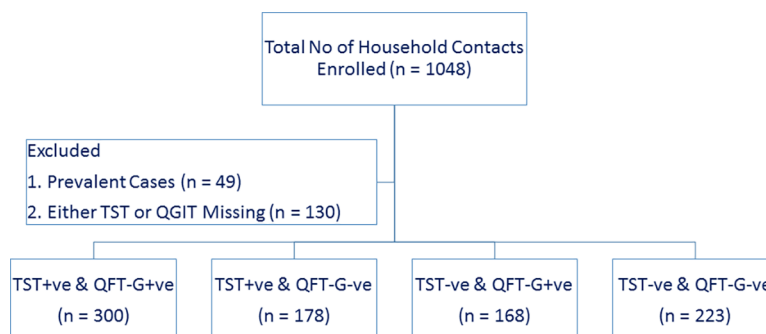 Total No of Household Contacts
Enrolled (n = 1048)
Excluded
1. Prevalent Cases (n = 49)
2. Either TST or QGIT Missing (n = 130)
TST+ve & QFT-G+ve
(n = 300)
TST+ve & QFT-G-ve
(n = 178)
TST-ve & QFT-G+ve
(n = 168)
TST-ve & QFT-G-ve
(n = 223)